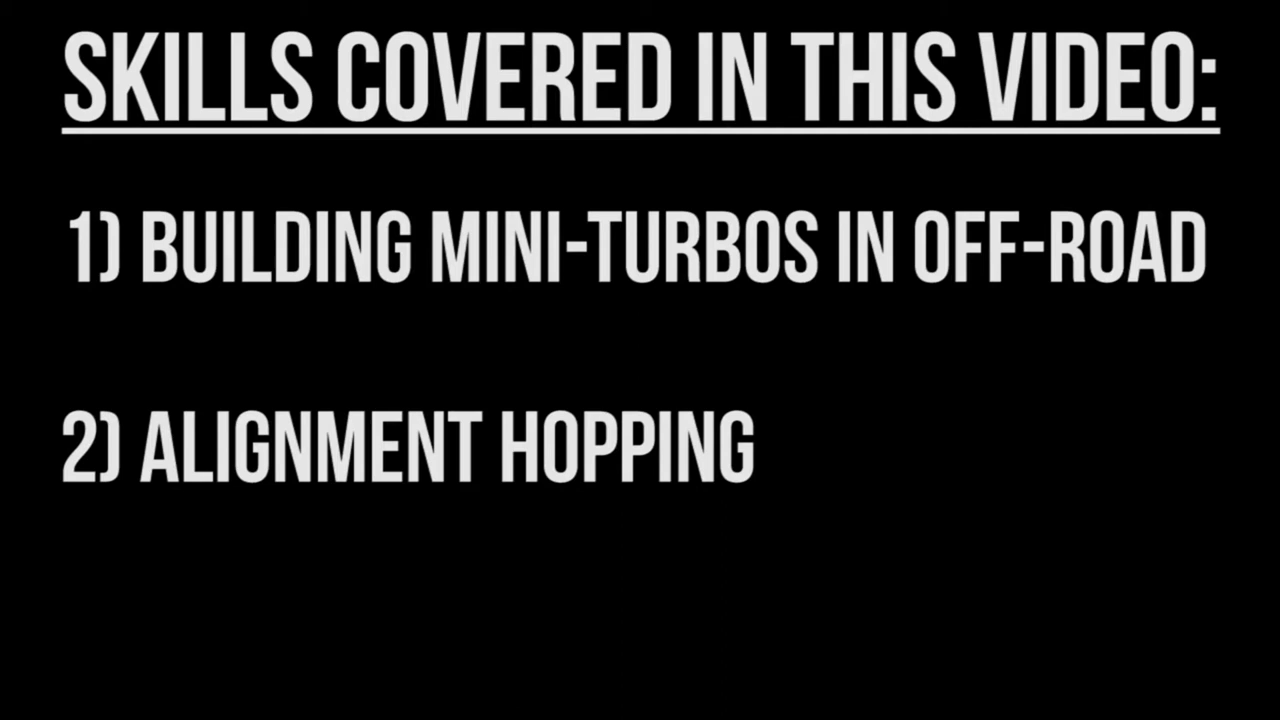 SKILLS COVERED IN THIS VIDEO:
1) BUILDING MINI-TURBOS IN OFF-ROAD
2) ALIGNMENT HOPPING